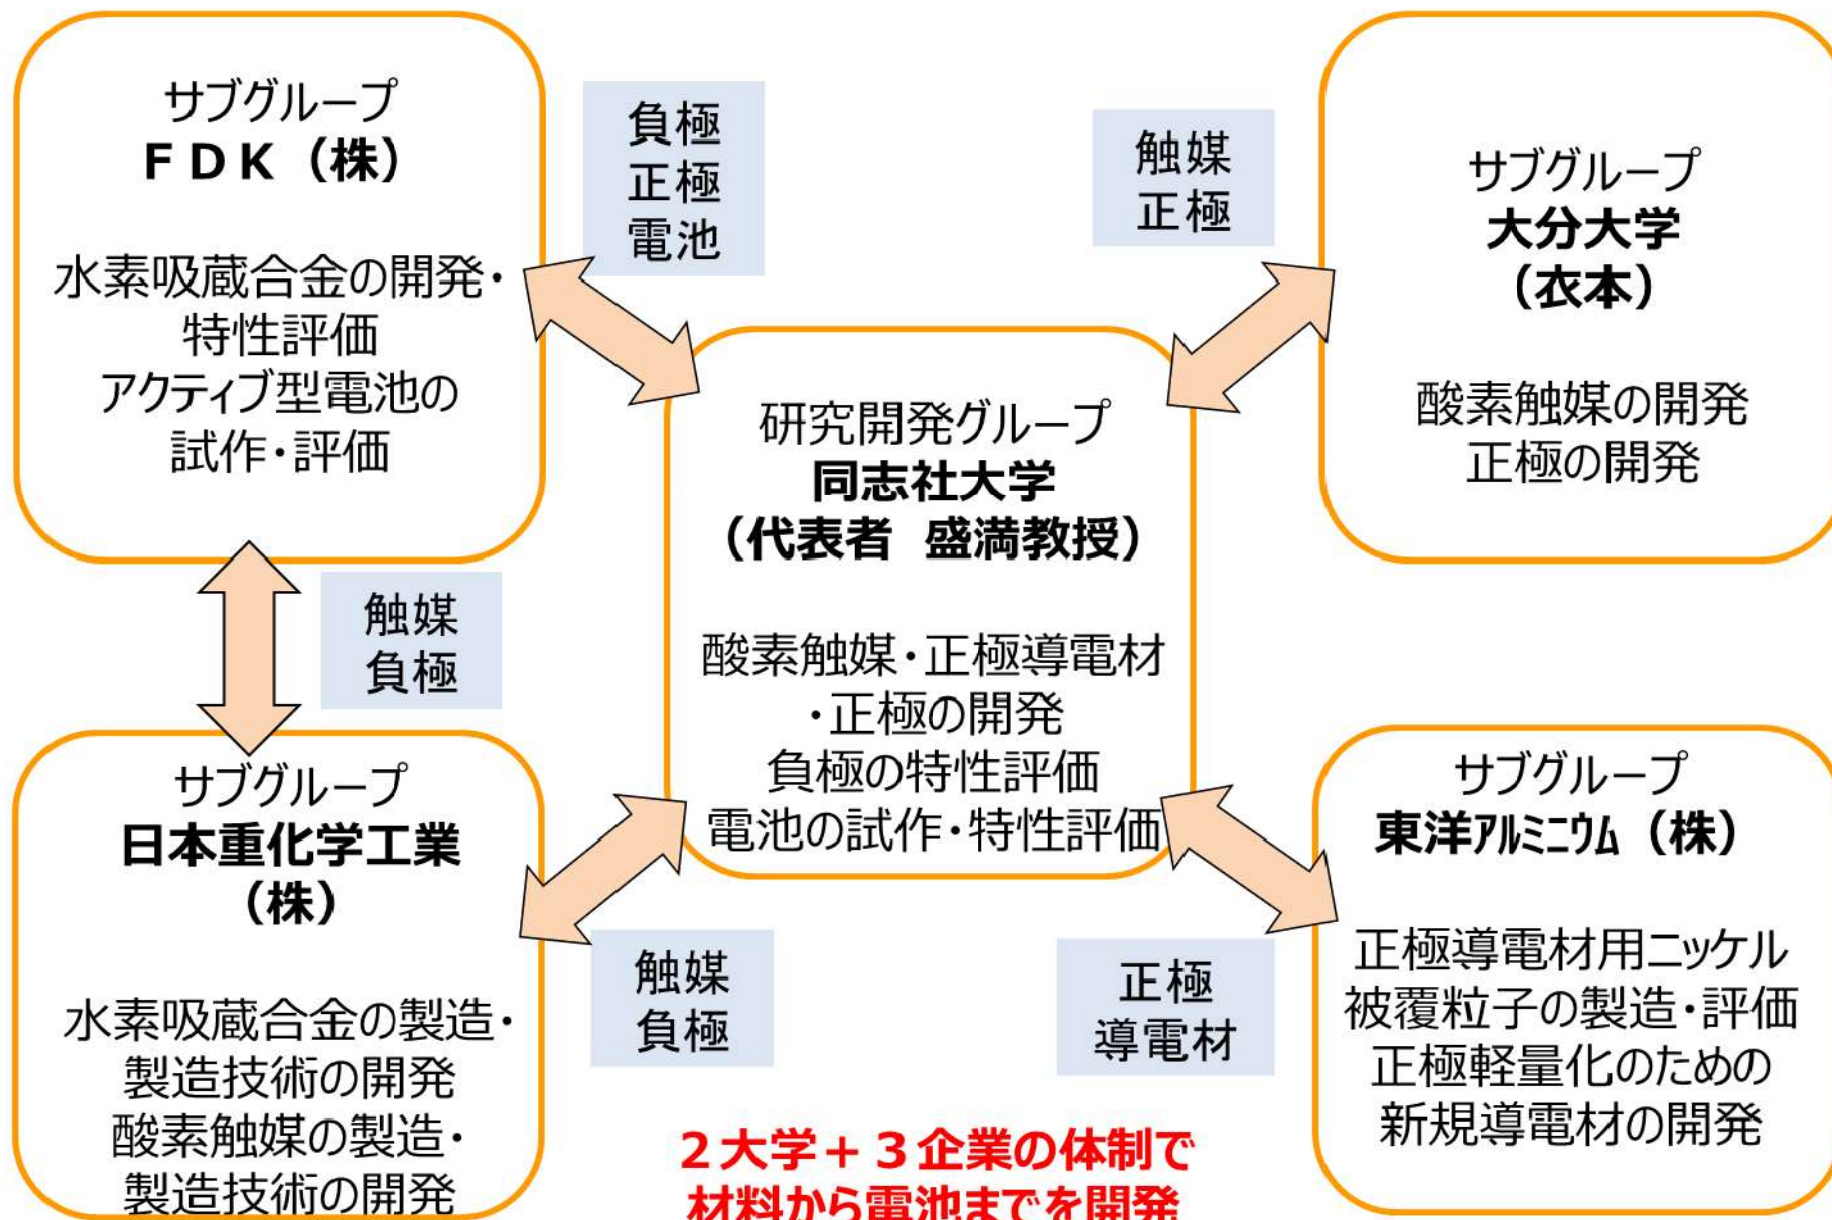 サブグループ
ＦＤＫ（株）
水素吸蔵合金の開発・
特性評価
アクティブ型電池の
試作・評価
負極
正極
電池
触媒
正極
サブグループ
大分大学
（衣本）
酸素触媒の開発
正極の開発
研究開発グループ
同志社大学
（代表者 盛満教授）
酸素触媒・正極導電材
・正極の開発
負極の特性評価
電池の試作・特性評価
触媒
負極
サブグループ
日本重化学工業
（株）
水素吸蔵合金の製造・
製造技術の開発
酸素触媒の製造・
製造技術の開発
触媒
負極
正極
導電材
サブグループ
東洋ｱﾙﾐﾆｳﾑ（株）
正極導電材用ニッケル
被覆粒子の製造・評価
正極軽量化のための
新規導電材の開発
２大学＋３企業の体制で
材料から電池までを開発